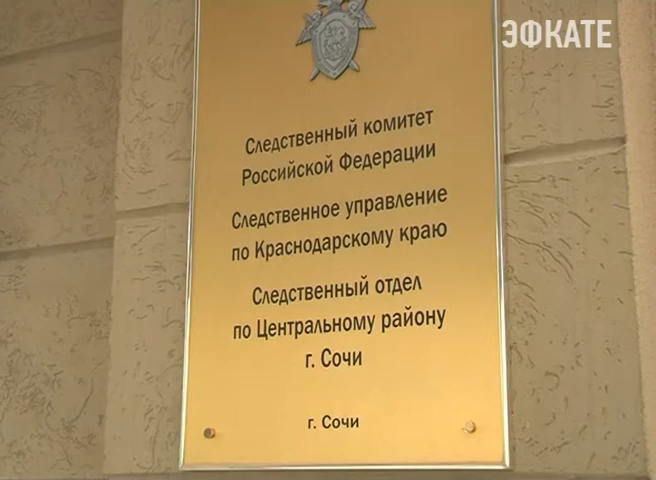 ЭФКАТЕ
Следственный комитет
Российской Федерации
Следственное управление
по Краснодарскому краю
Следственный отдел
по Центральному району
г. Сочи
г. Сочи